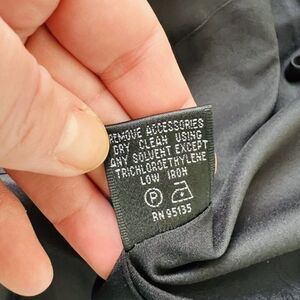 REMOVE ACCESSORIES
DRY CLEAN USING
ANY SOLVENT EXCEPT
TRICHLOROETHYLENE
LOW IRON
P
RN 95135